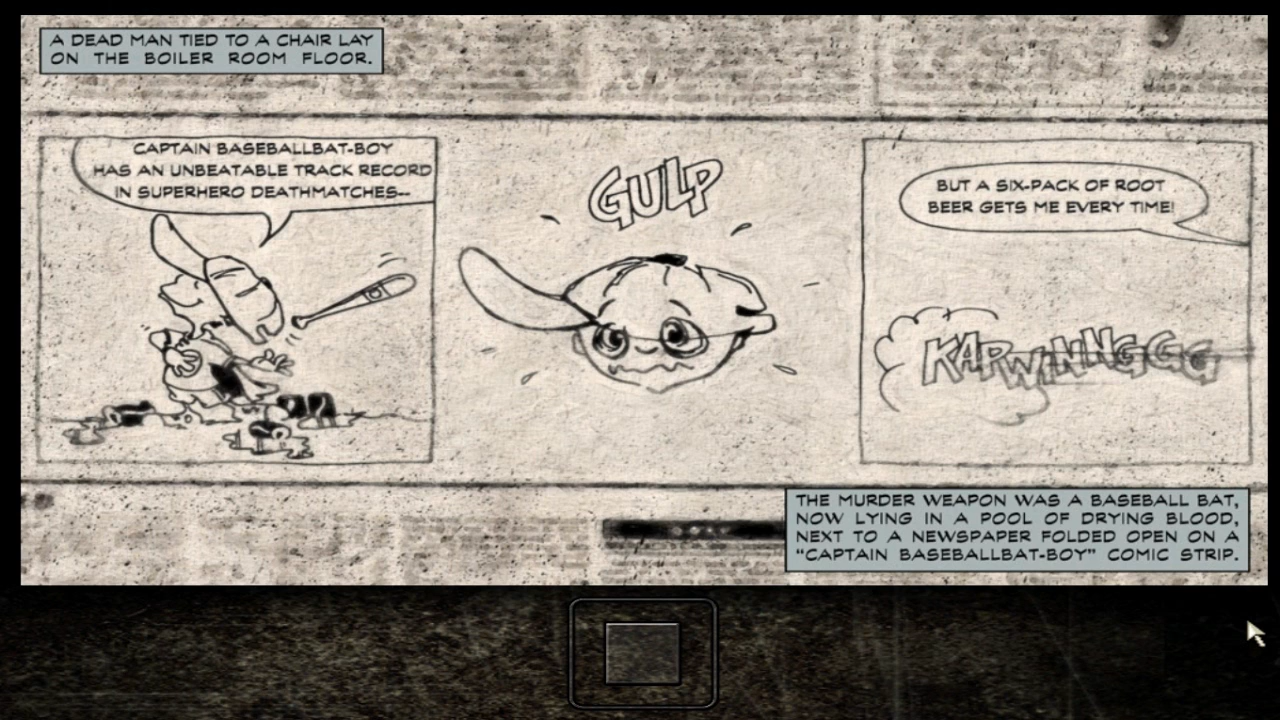 A DEAD MAN TIED TO A CHAIR LAY
ON THE BOILER ROOM FLOOR.
CAPTAIN BASEBALLBAT-BOY
HAS AN UNBEATABLE TRACK RECORD
IN SUPERHERO DEATHMATCHES--
GULP
BUT A SIX-PACK OF ROOT
BEER GETS ME EVERY TIME!
KAPWINNGGG
THE MURDER WEAPON WAS A BASEBALL BAT,
NOW LYING IN A POOL OF DRYING BLOOD,
NEXT TO A NEWSPAPER FOLDED OPEN ON A
“CAPTAIN BASEBALLBAT-BOY” COMIC STRIP.